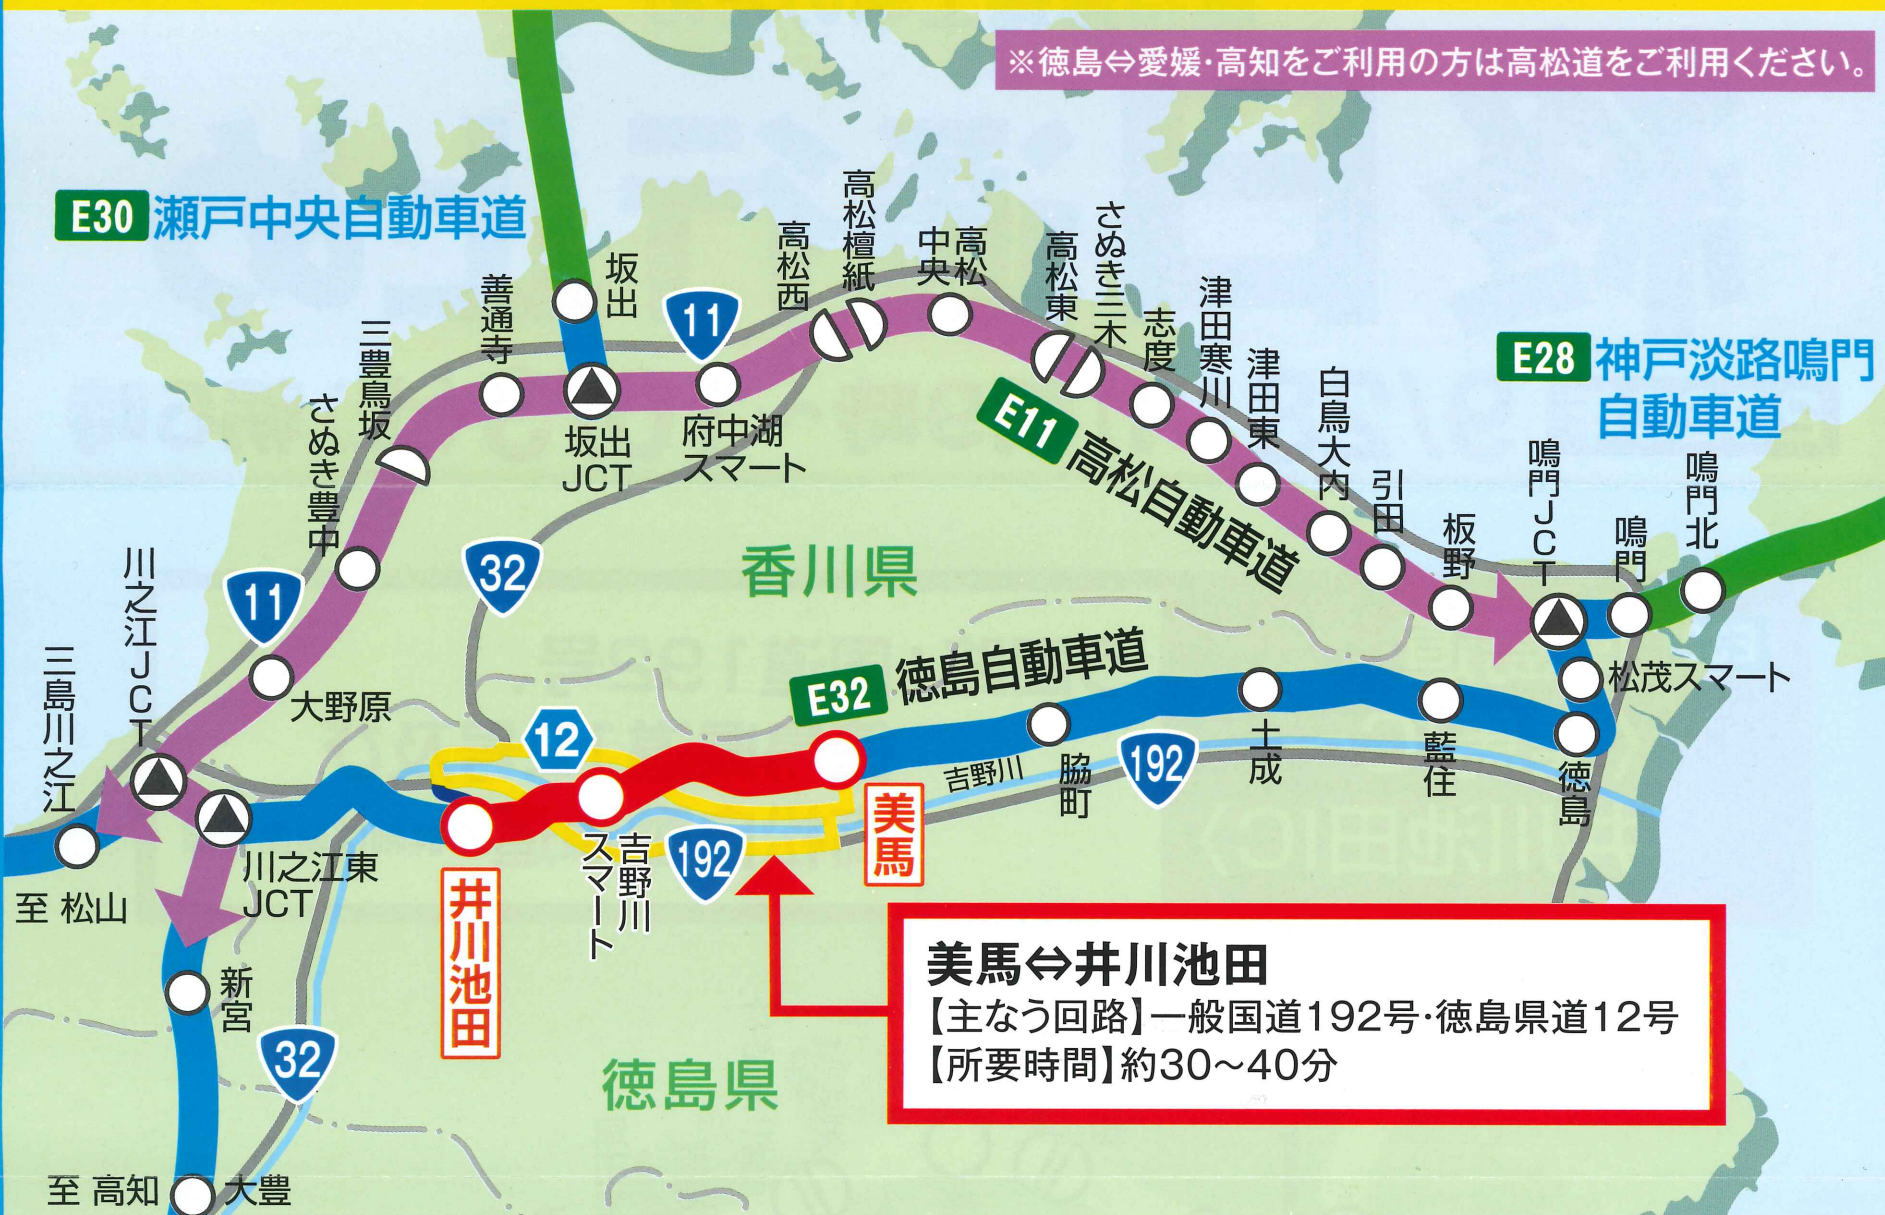 ※徳島⇔愛媛・高知をご利用の方は高松道をご利用ください。
E30 瀬戸中央自動車道
坂出
善通寺
三豊鳥坂
さぬき豊中
11
高松西
高松檀紙
高松
中央
高松東
さぬき三木
志度
津田寒川
津田東
白鳥大内
引田
板野
鳴門JCT
鳴門
鳴門北
E28 神戸淡路鳴門
自動車道
坂出
JCT
府中湖
スマート
E11 高松自動車道
32
香川県
11
川之江JCT
三島川之江
大野原
12
E32 徳島自動車道
松茂スマート
吉野川
脇町
192
土成
藍住
徳島
美馬
192
吉野川
スマート
井川池田
川之江東
JCT
至 松山
新宮
32
徳島県
至 高知
大豊
美馬⇔井川池田
【主なう回路】一般国道192号・徳島県道12号
【所要時間】約30～40分